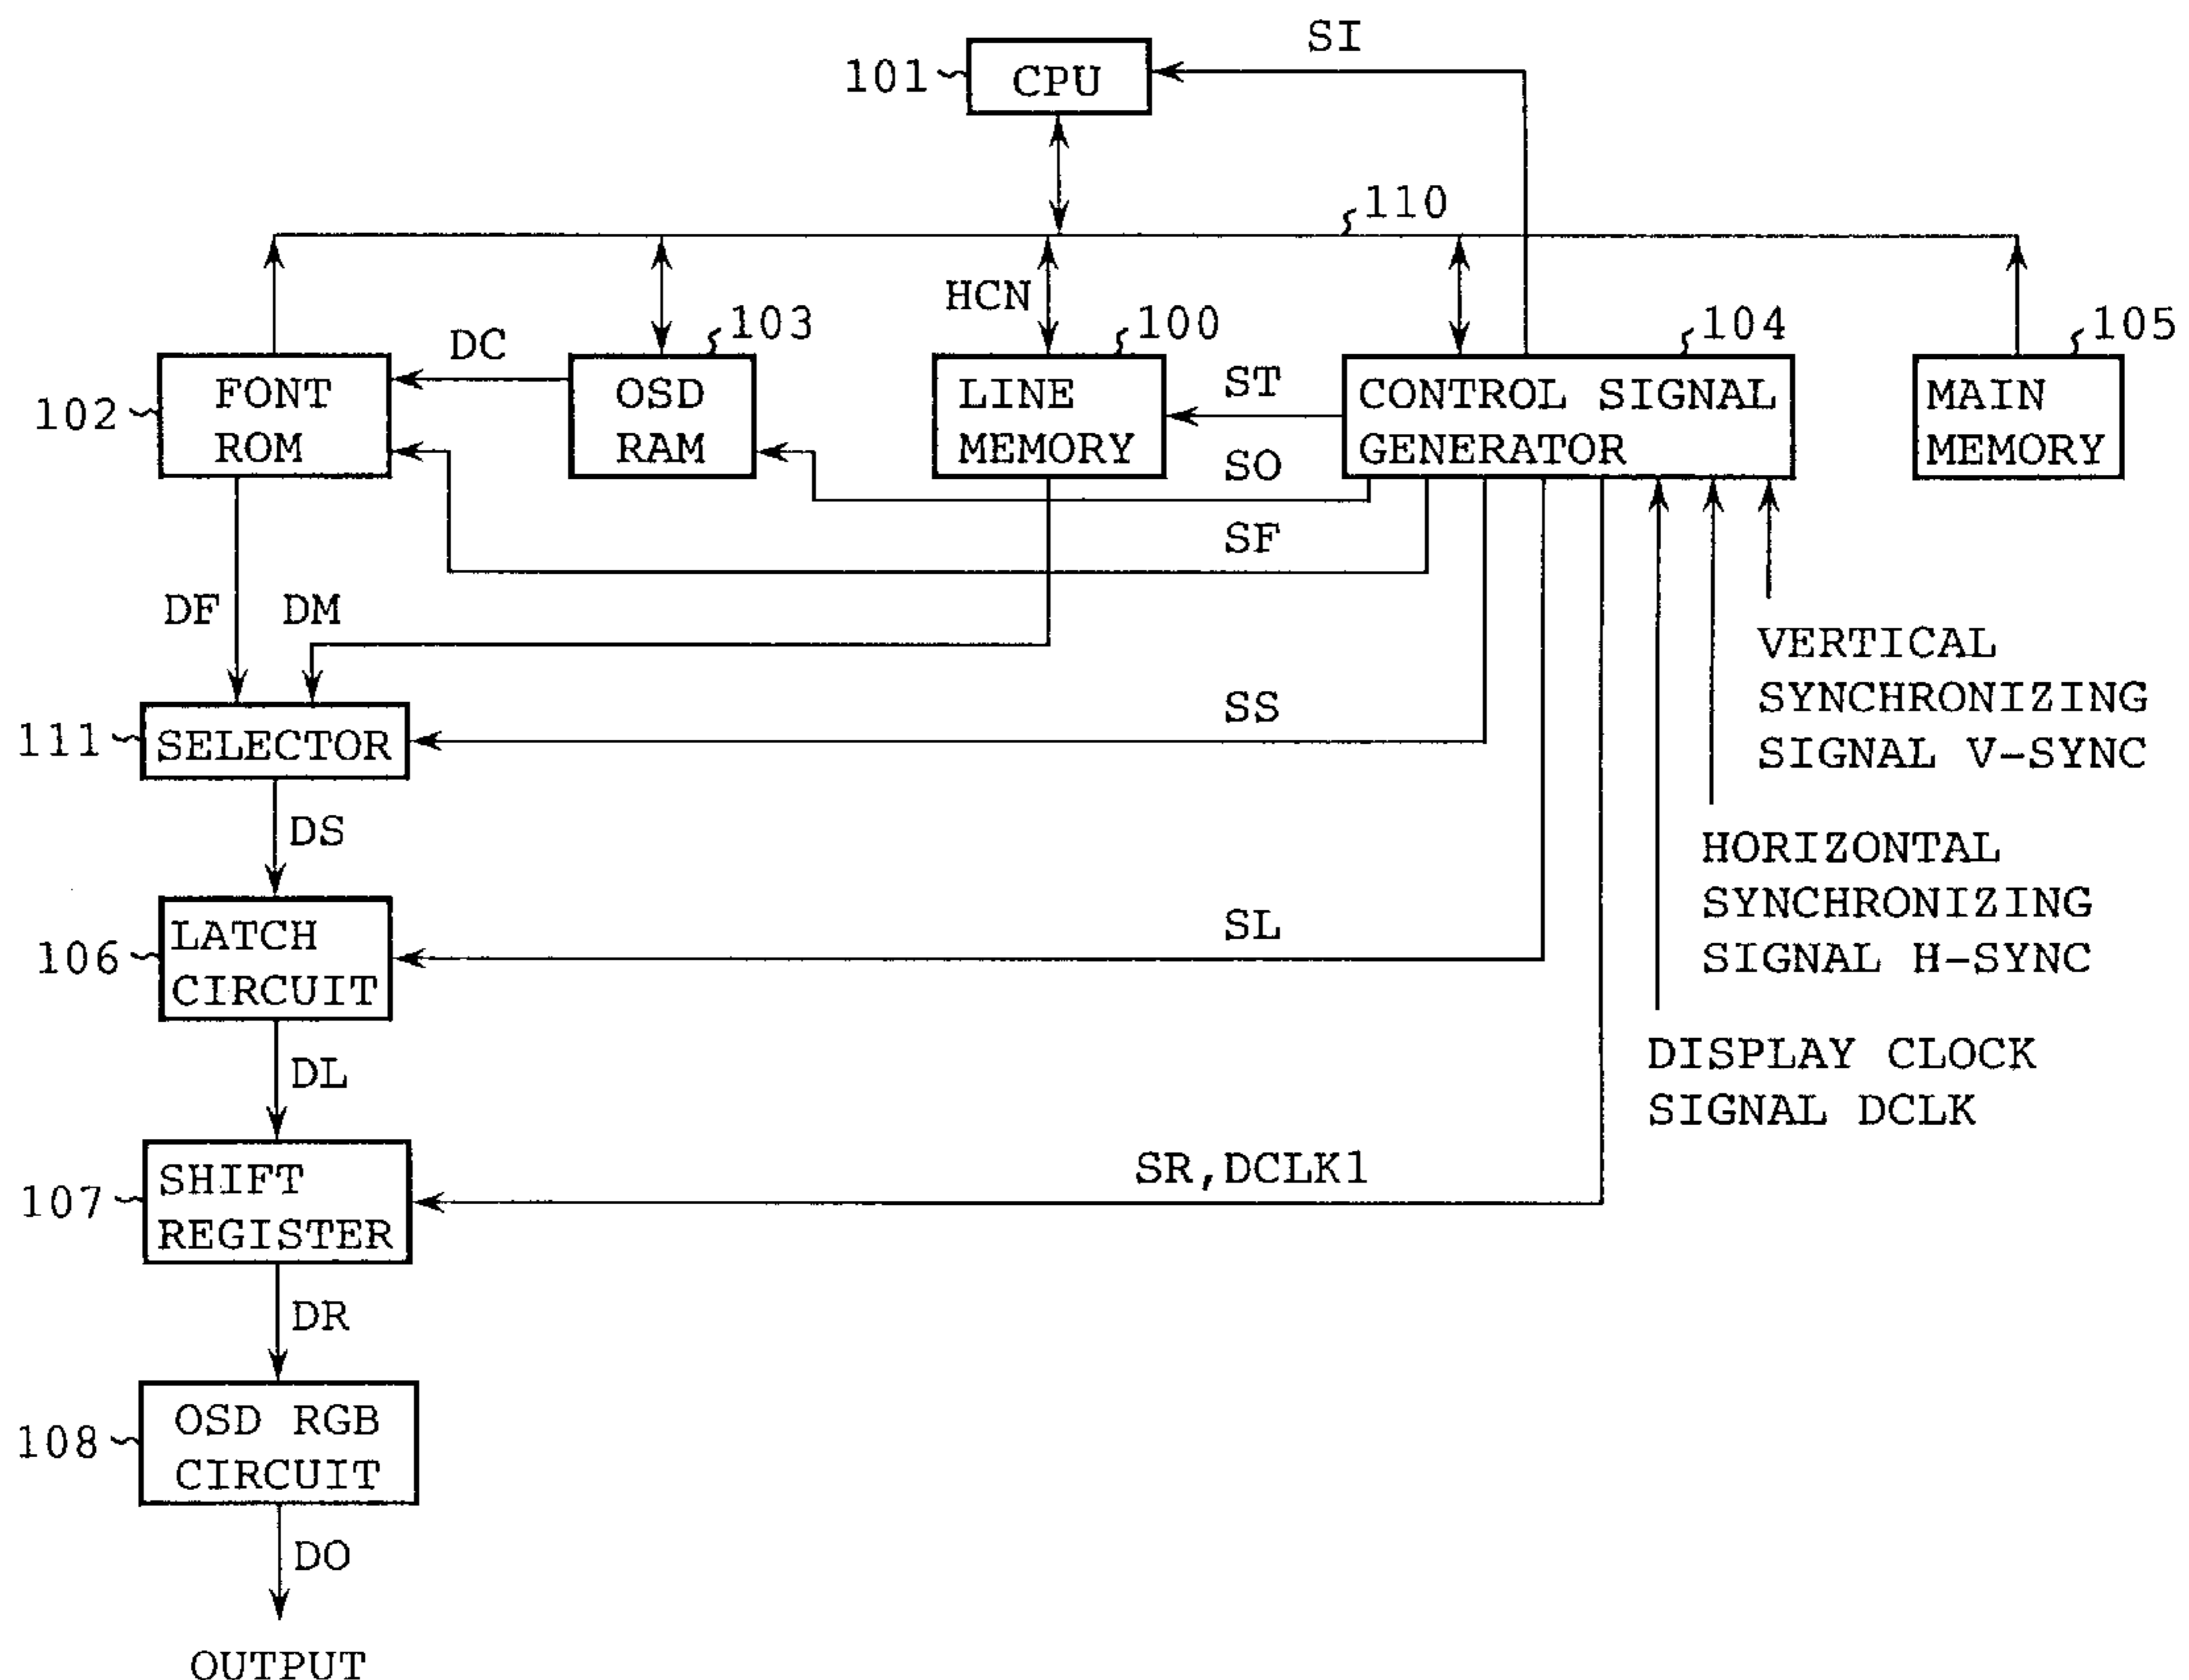 SI
101
CPU
110
HCN
103
100
104
105
DC
102
FONT
ROM
OSD
RAM
LINE
MEMORY
ST
SO
CONTROL SIGNAL
GENERATOR
MAIN
MEMORY
SF
DF
DM
VERTICAL
SYNCHRONIZING
SIGNAL V-SYNC
SS
111
SELECTOR
DS
HORIZONTAL
SYNCHRONIZING
SIGNAL H-SYNC
SL
106
LATCH
CIRCUIT
DISPLAY CLOCK
SIGNAL DCLK
DL
SR,DCLK1
107
SHIFT
REGISTER
DR
108
OSD RGB
CIRCUIT
DO
OUTPUT